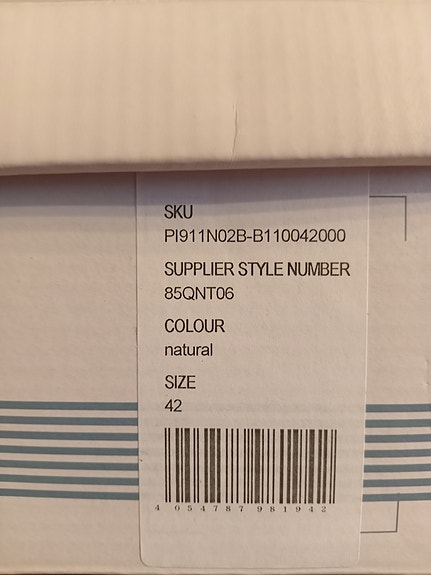 SKU
PI911N02B-B110042000
SUPPLIER STYLE NUMBER
85QNT06
COLOUR
natural
SIZE
42
4 054787 981942